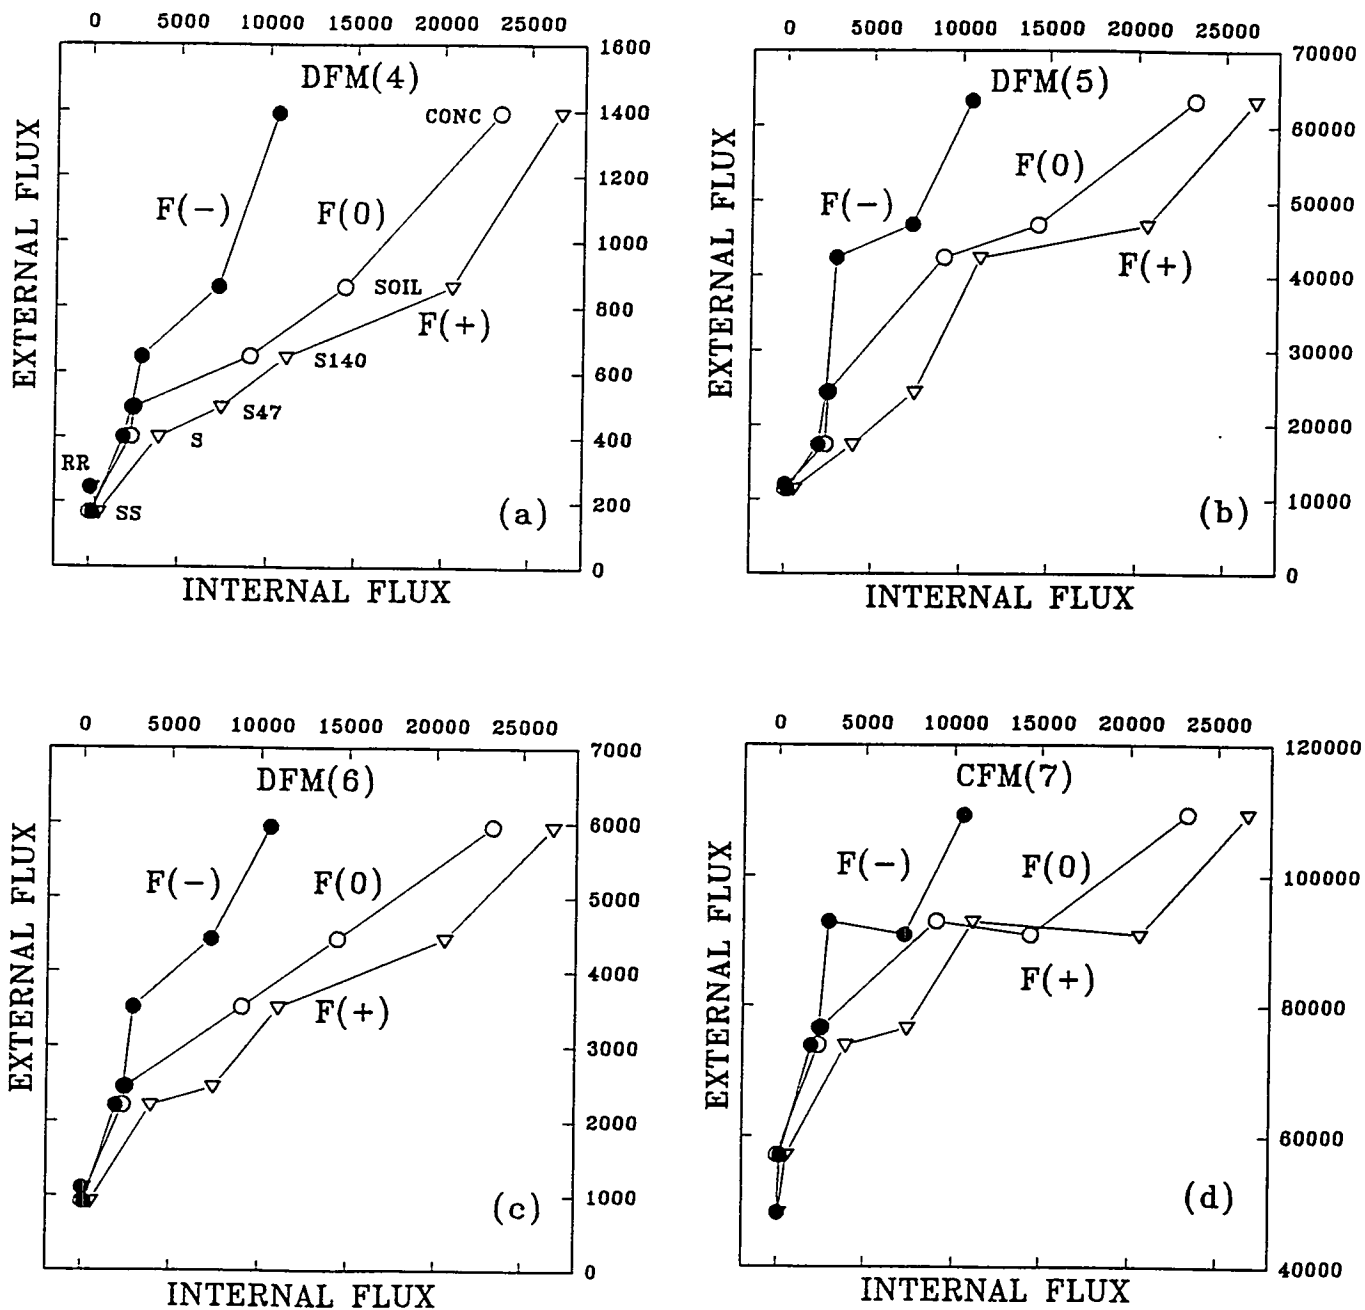 0 5000 10000 15000 20000 25000
1600
DFM(4)
CONC
1400
F(-)
F(0)
1200
1000
SOIL
800
F(+)
S140
600
S47
S
400
RR
SS
(a)
200
0
EXTERNAL FLUX
INTERNAL FLUX
0 5000 10000 15000 20000 25000
70000
DFM(5)
60000
F(0)
F(-)
50000
F(+)
40000
30000
20000
(b)
10000
0
EXTERNAL FLUX
INTERNAL FLUX
0 5000 10000 15000 20000 25000
7000
DFM(6)
6000
F(-)
F(0)
5000
4000
F(+)
3000
2000
(c)
1000
0
EXTERNAL FLUX
INTERNAL FLUX
0 5000 10000 15000 20000 25000
120000
CFM(7)
F(-)
F(0)
100000
F(+)
80000
60000
(d)
40000
EXTERNAL FLUX
INTERNAL FLUX